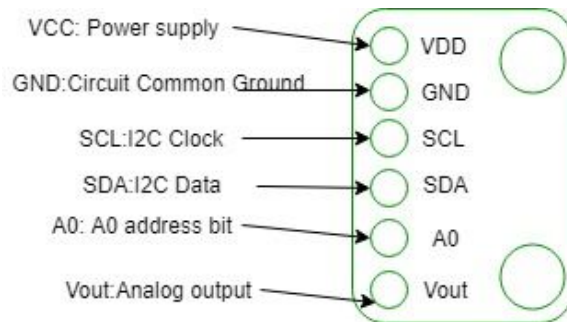 VCC: Power supply
VDD
GND:Circuit Common Ground
GND
SCL:I2C Clock
SCL
SDA:I2C Data
SDA
A0: A0 address bit
A0
Vout:Analog output
Vout